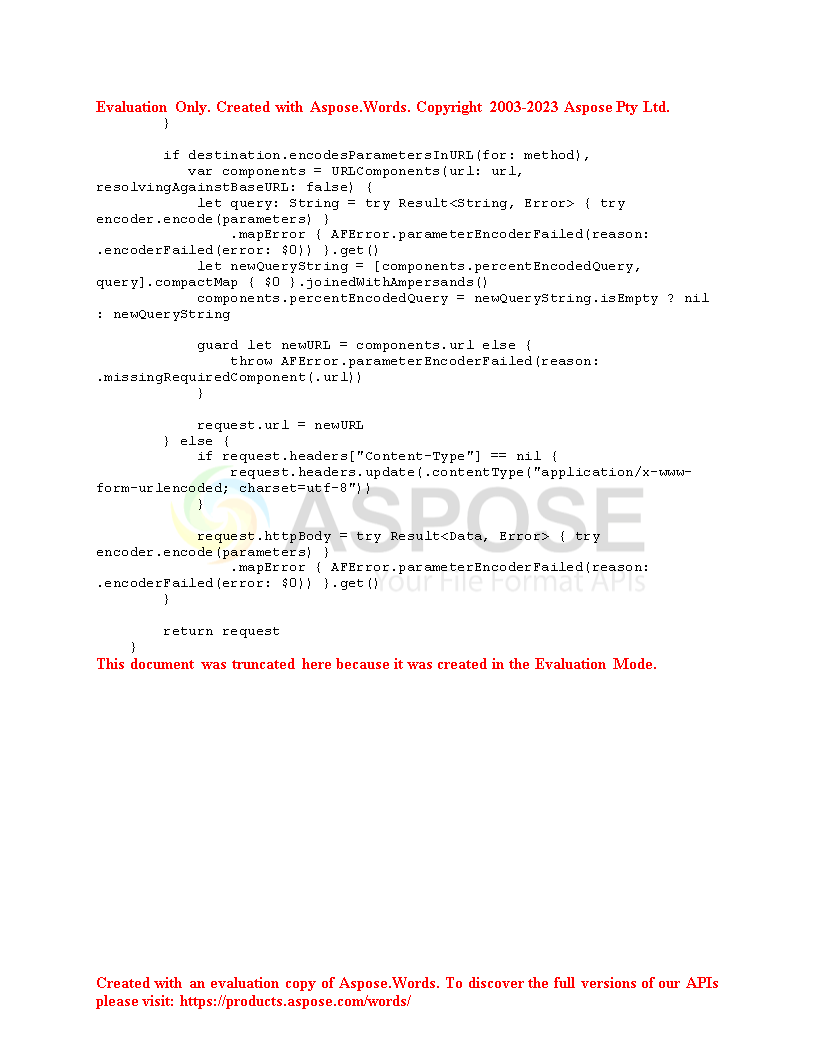 Evaluation Only. Created with Aspose.Words. Copyright 2003-2023 Aspose Pty Ltd.
        }

        if destination.encodesParametersInURL(for: method),
           var components = URLComponents(url: url,
resolvingAgainstBaseURL: false) {
            let query: String = try Result<String, Error> { try
encoder.encode(parameters) }
                .mapError { AFError.parameterEncoderFailed(reason:
.encoderFailed(error: $0)) }.get()
            let newQueryString = [components.percentEncodedQuery,
query].compactMap { $0 }.joinedWithAmpersands()
            components.percentEncodedQuery = newQueryString.isEmpty ? nil
: newQueryString

            guard let newURL = components.url else {
                throw AFError.parameterEncoderFailed(reason:
.missingRequiredComponent(.url))
            }

            request.url = newURL
        } else {
            if request.headers["Content-Type"] == nil {
                request.headers.update(.contentType("application/x-www-
form-urlencoded; charset=utf-8"))
            }

            request.httpBody = try Result<Data, Error> { try
encoder.encode(parameters) }
                .mapError { AFError.parameterEncoderFailed(reason:
.encoderFailed(error: $0)) }.get()
        }

        return request
    }
This document was truncated here because it was created in the Evaluation Mode.
ASPOSE
Your File Format APIs
Created with an evaluation copy of Aspose.Words. To discover the full versions of our APIs
please visit: https://products.aspose.com/words/